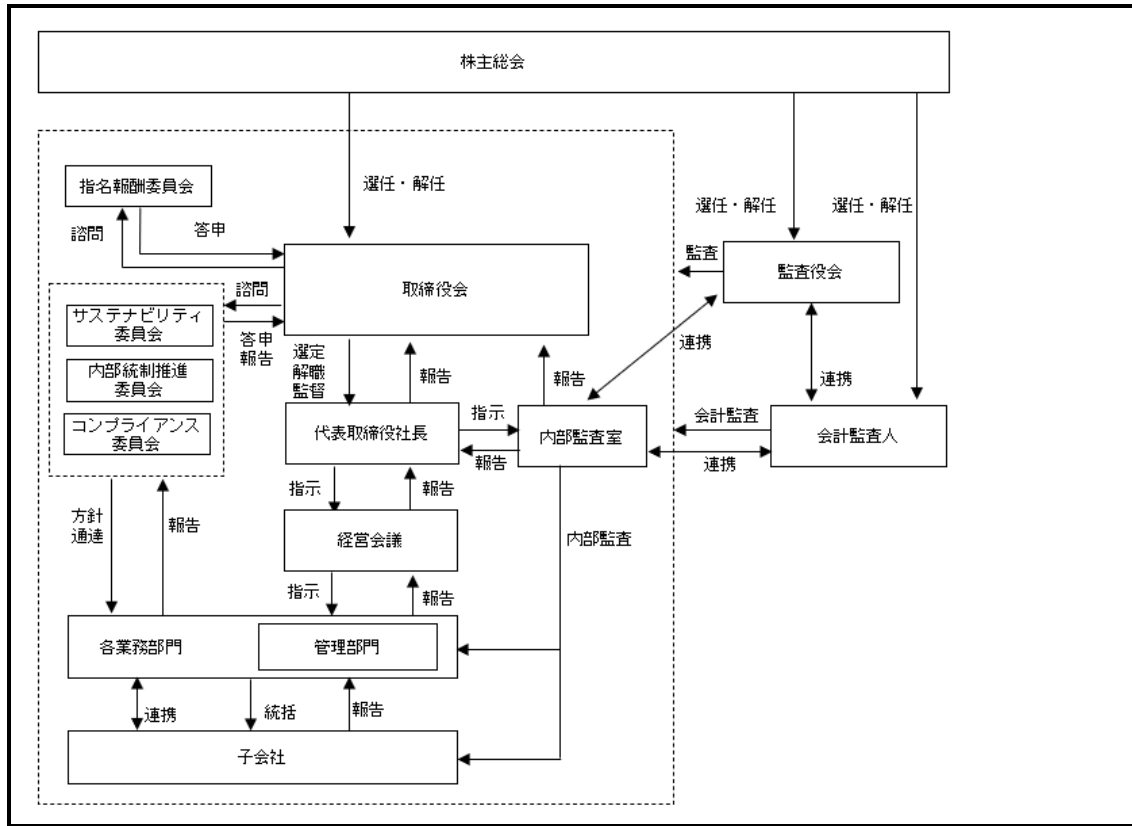 株主総会
選任・解任
選任・解任
選任・解任
指名報酬委員会
諮問
答申
取締役会
監査
監査役会
諮問
サステナビリティ
委員会
答申
報告
内部統制推進
委員会
コンプライアンス
委員会
選定
解職
監督
報告
報告
連携
連携
代表取締役社長
指示
報告
内部監査室
会計監査
連携
会計監査人
指示
報告
方針
通達
報告
経営会議
内部監査
指示
報告
各業務部門
管理部門
連携
統括
報告
子会社